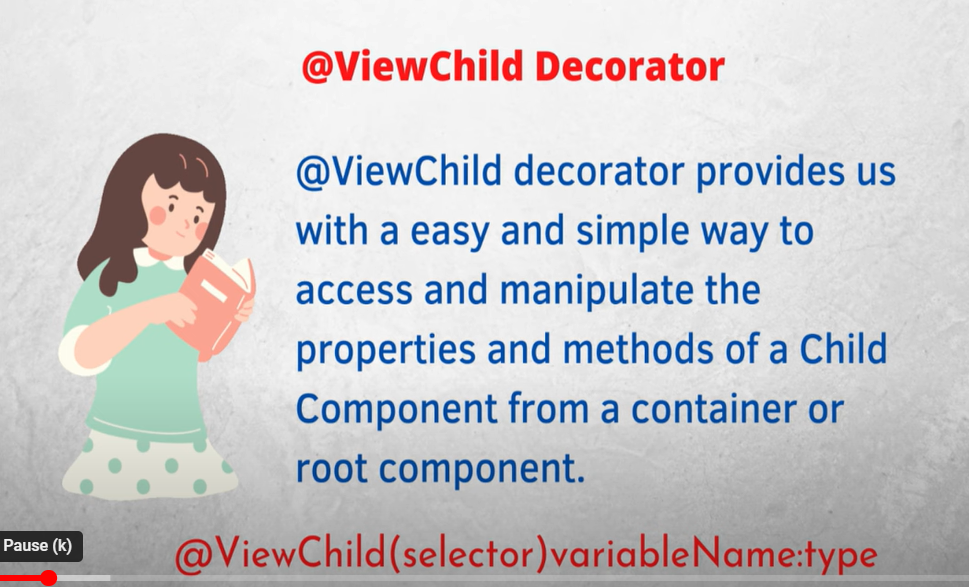 @ViewChild Decorator
@ViewChild decorator provides us
with a easy and simple way to
access and manipulate the
properties and methods of a Child
Component from a container or
root component.
Pause (k)
@ViewChild(selector)variableName:type